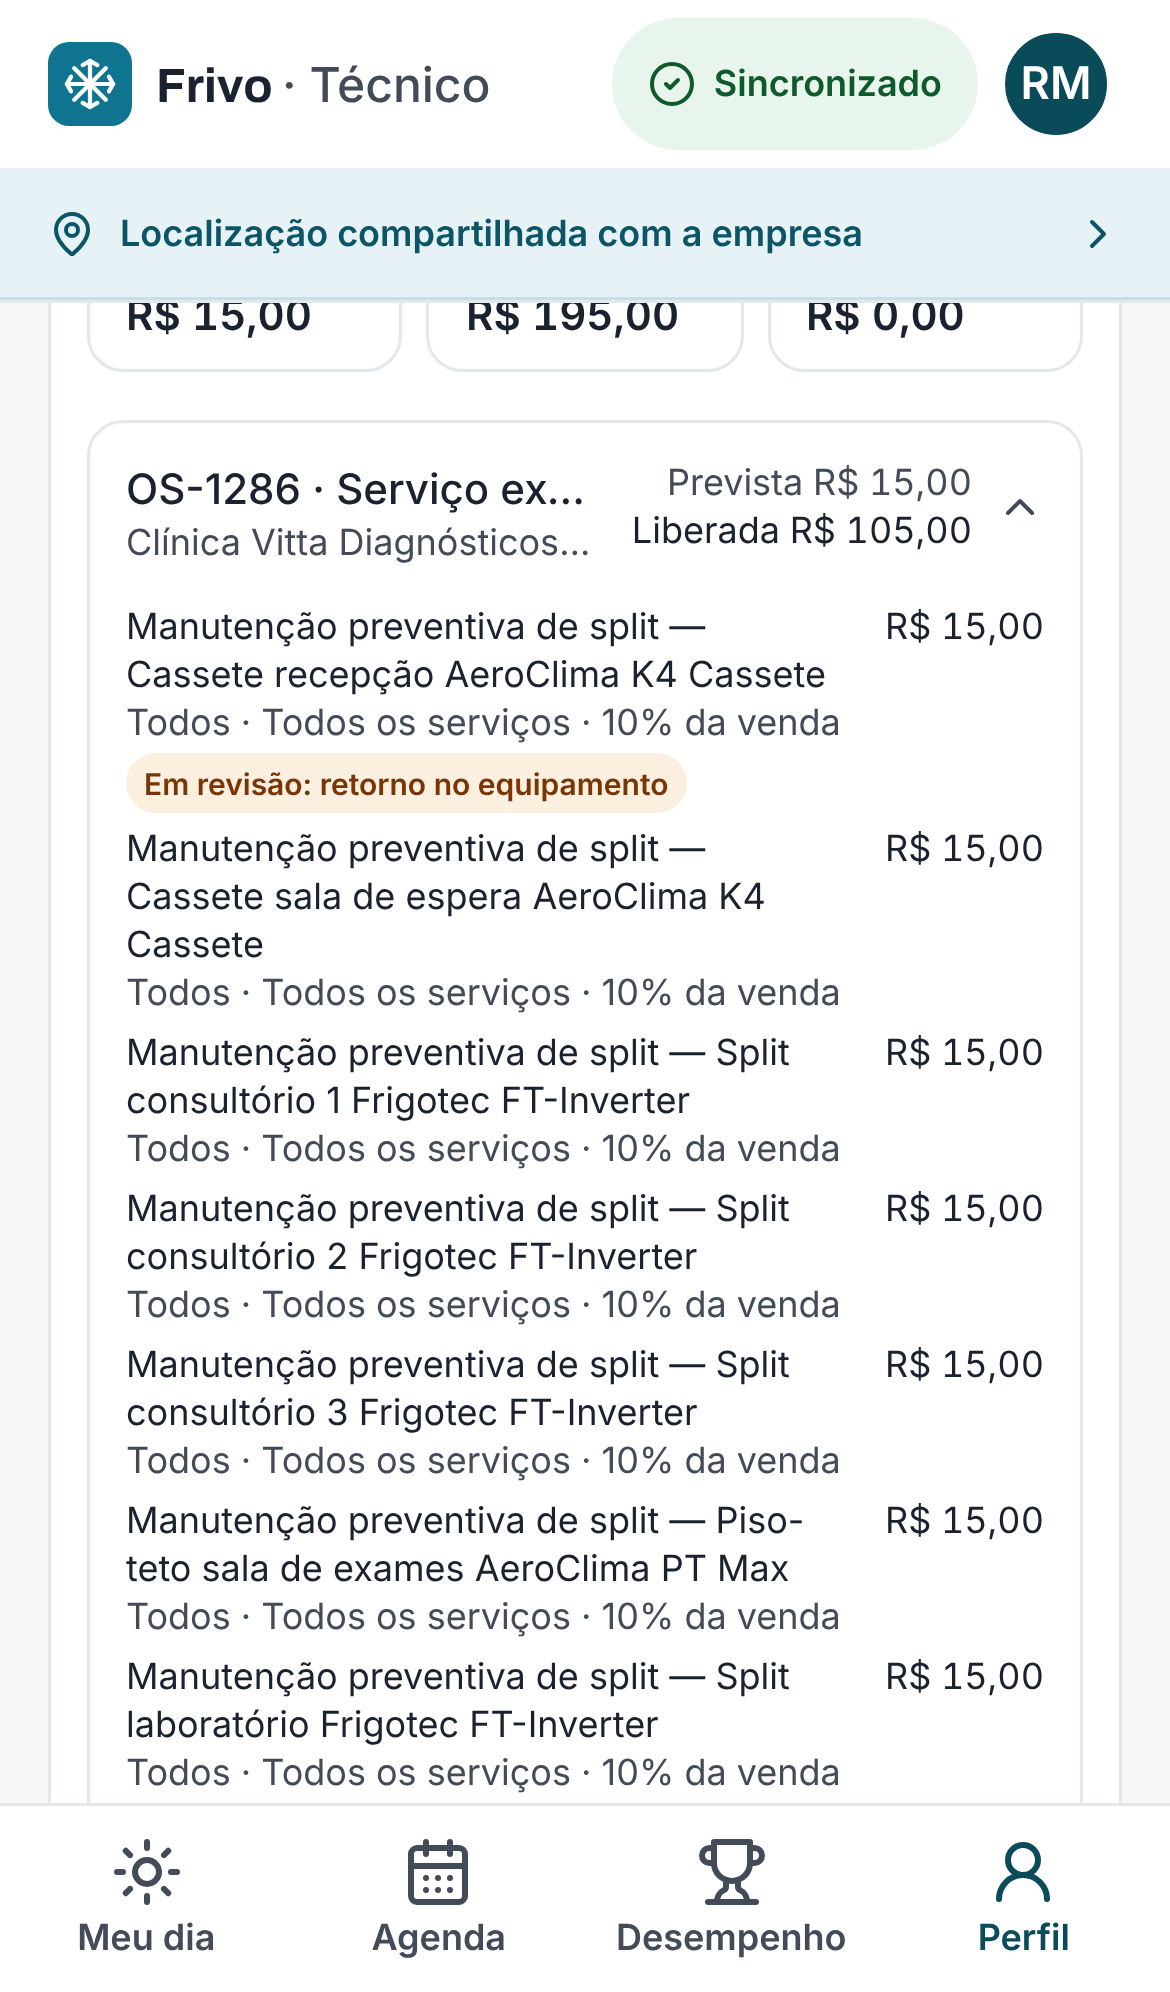 Frivo · Técnico
Sincronizado
RM
Localização compartilhada com a empresa
R$ 15,00
R$ 195,00
R$ 0,00
OS-1286 · Serviço ex...
Prevista R$ 15,00
Clínica Vitta Diagnósticos...
Liberada R$ 105,00
Manutenção preventiva de split —
R$ 15,00
Cassete recepção AeroClima K4 Cassete
Todos · Todos os serviços · 10% da venda
Em revisão: retorno no equipamento
Manutenção preventiva de split —
R$ 15,00
Cassete sala de espera AeroClima K4
Cassete
Todos · Todos os serviços · 10% da venda
Manutenção preventiva de split — Split
R$ 15,00
consultório 1 Frigotec FT-Inverter
Todos · Todos os serviços · 10% da venda
Manutenção preventiva de split — Split
R$ 15,00
consultório 2 Frigotec FT-Inverter
Todos · Todos os serviços · 10% da venda
Manutenção preventiva de split — Split
R$ 15,00
consultório 3 Frigotec FT-Inverter
Todos · Todos os serviços · 10% da venda
Manutenção preventiva de split — Piso-
R$ 15,00
teto sala de exames AeroClima PT Max
Todos · Todos os serviços · 10% da venda
Manutenção preventiva de split — Split
R$ 15,00
laboratório Frigotec FT-Inverter
Todos · Todos os serviços · 10% da venda
Meu dia
Agenda
Desempenho
Perfil